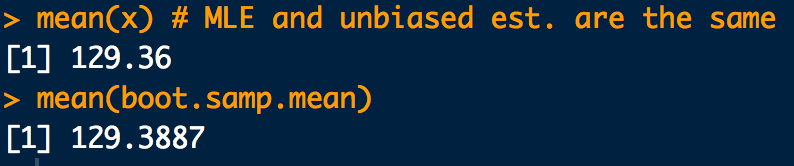 > mean(x) # MLE and unbiased est. are the same
[1] 129.36
> mean(boot.samp.mean)
[1] 129.3887